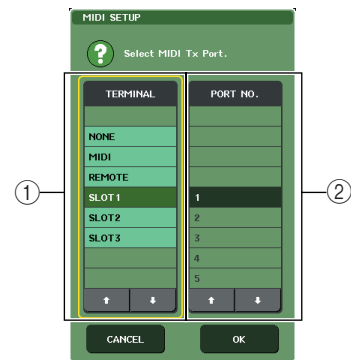 MIDI SETUP
? Select MIDI Tx Port.
TERMINAL PORT NO.
NONE
MIDI
REMOTE
① SLOT1 1 ②
SLOT2 2
SLOT3 3
4
5
CANCEL OK